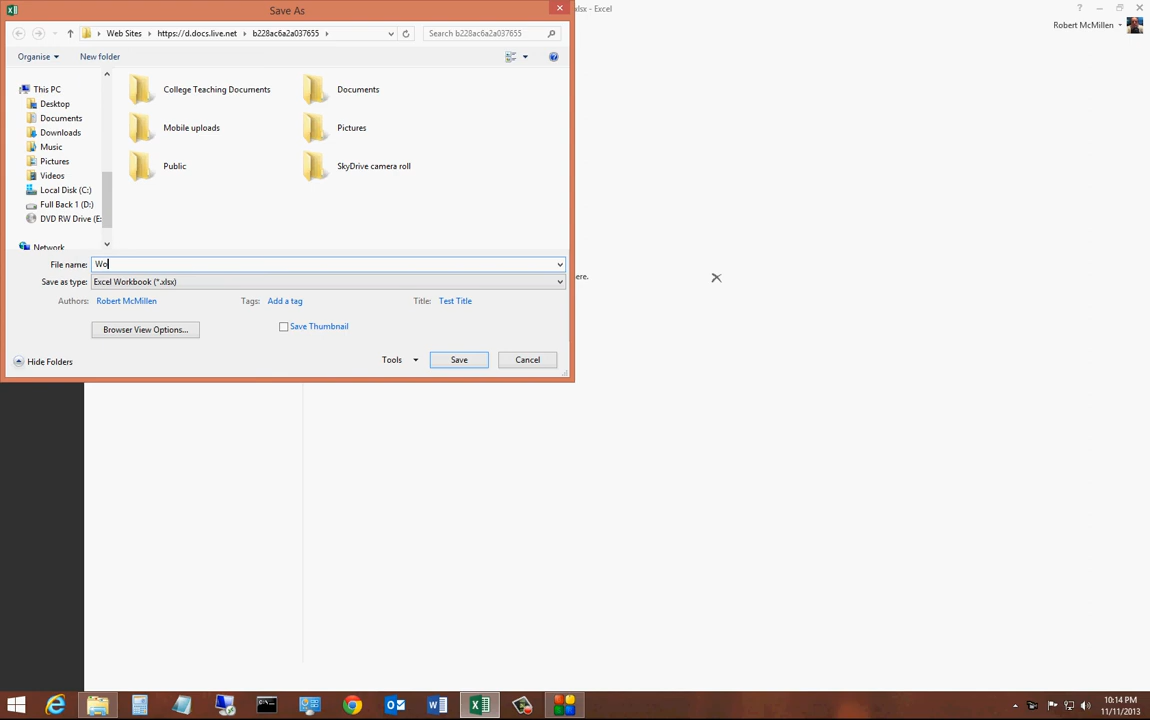 Save As
.xlsx - Excel
Robert McMillen
Web Sites
https://d.docs.live.net
b228ac6a2a037655
Search b228ac6a2a037655
Organise
New folder
This PC
Desktop
Documents
Downloads
Music
Pictures
Videos
Local Disk (C:)
Full Back 1 (D:)
DVD RW Drive (E:
Network
College Teaching Documents
Documents
Mobile uploads
Pictures
Public
SkyDrive camera roll
File name: Wo
Save as type: Excel Workbook (*.xlsx)
Authors: Robert McMillen
Tags: Add a tag
Title: Test Title
Browser View Options...
Save Thumbnail
Hide Folders
Tools
Save
Cancel
ere.
10:14 PM
11/11/2013